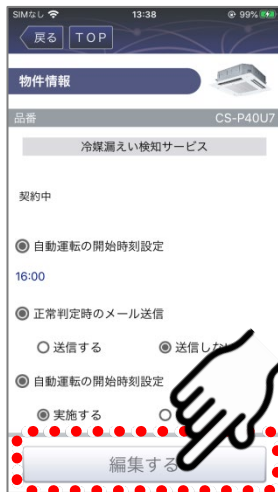 SIMなし 13:38 99%
戻る TOP
物件情報
品番 CS-P40U7
冷媒漏えい検知サービス
契約中
自動運転の開始時刻設定
16:00
正常判定時のメール送信
送信する 送信しな
自動運転の開始時刻設定
実施する
編集する